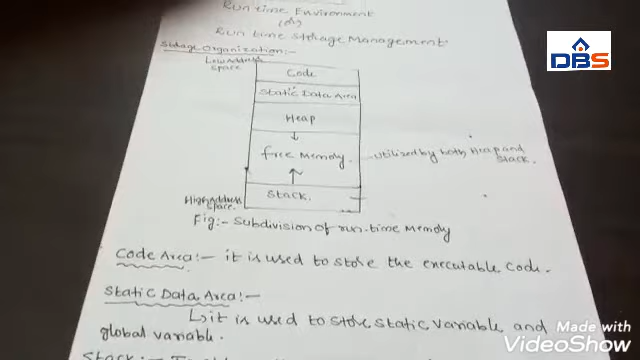 Run time Environment
(or)
Run time Storage Management
Storage Organization:-
Low Address
Space
Code
Static Data Area
Heap
free Memory
Utilized by both Heap and
Stack.
Stack
High address
Space
Fig:- Subdivision of run-time Memory
Code Area:- it is used to store the executable code.
Static Data Area:-
it is used to store static variable and
global variable.
Stack:-
DBS
Made with
VideoShow